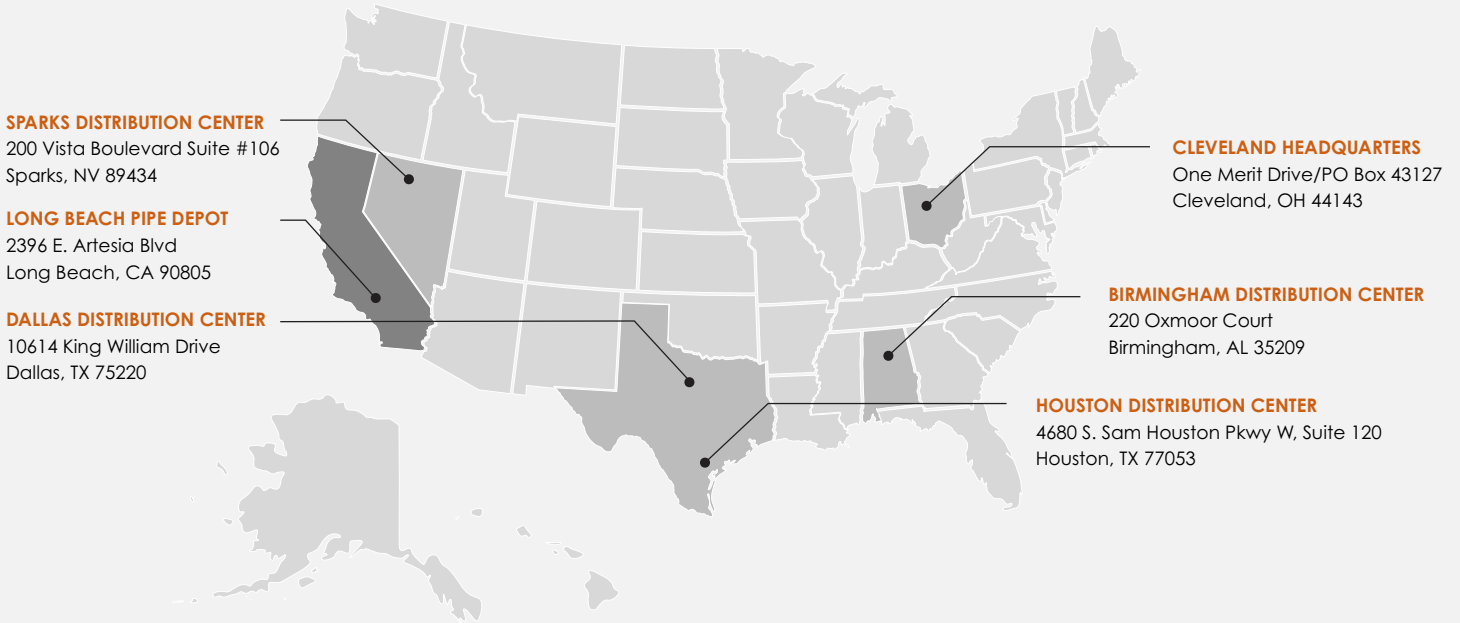 SPARKS DISTRIBUTION CENTER
200 Vista Boulevard Suite #106
Sparks, NV 89434
LONG BEACH PIPE DEPOT
2396 E. Artesia Blvd
Long Beach, CA 90805
DALLAS DISTRIBUTION CENTER
10614 King William Drive
Dallas, TX 75220
CLEVELAND HEADQUARTERS
One Merit Drive/PO Box 43127
Cleveland, OH 44143
BIRMINGHAM DISTRIBUTION CENTER
220 Oxmoor Court
Birmingham, AL 35209
HOUSTON DISTRIBUTION CENTER
4680 S. Sam Houston Pkwy W, Suite 120
Houston, TX 77053